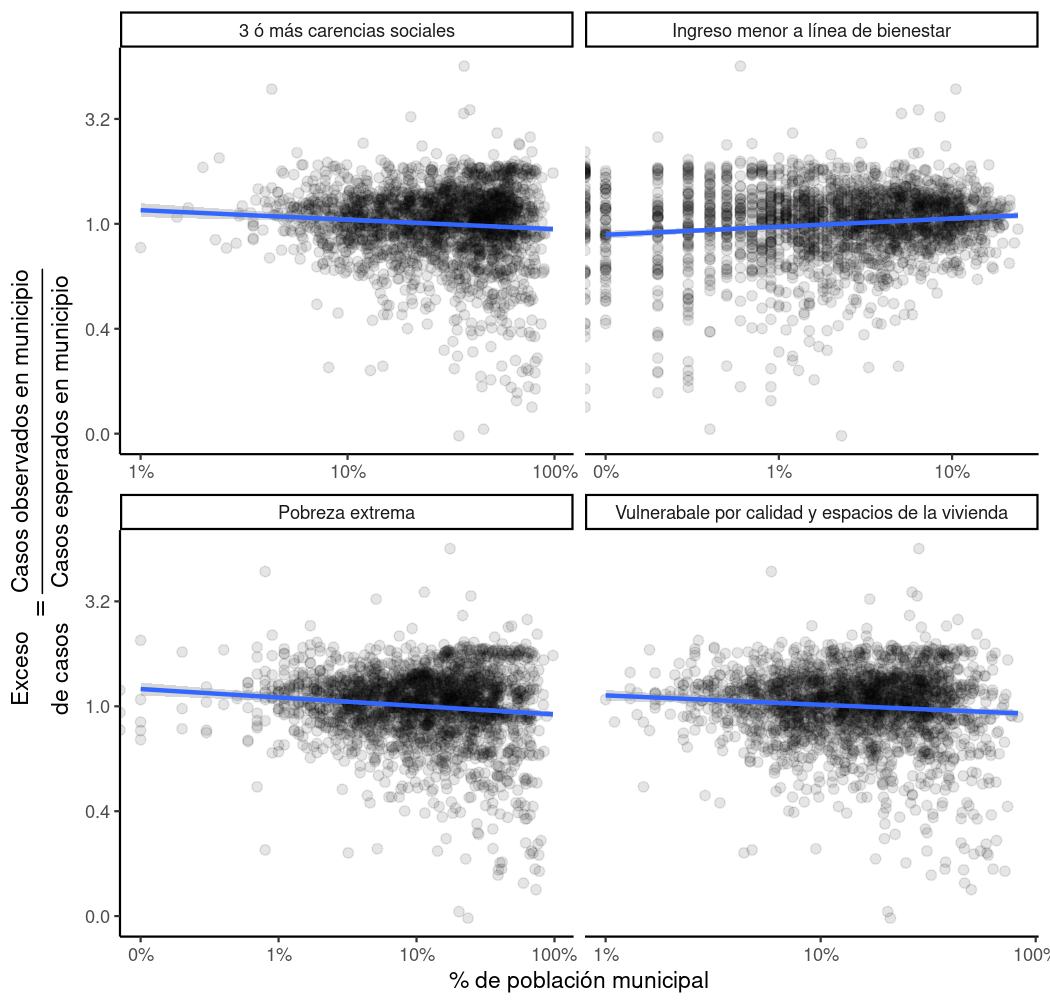 3 ó más carencias sociales
Ingreso menor a línea de bienestar
3.2
1.0
0.4
0.0
1%
10%
100%
0%
1%
10%
Pobreza extrema
Vulnerabale por calidad y espacios de la vivienda
3.2
1.0
0.4
0.0
0%
1%
10%
100%
1%
10%
100%
% de población municipal
Exceso
de casos
=
Casos observados en municipio
Casos esperados en municipio